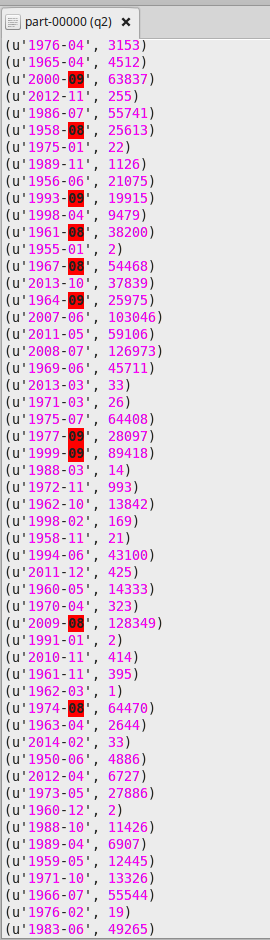 part-00000 (q2) ×
(u'1976-04', 3153)
(u'1965-04', 4512)
(u'2000-09', 63837)
(u'2012-11', 255)
(u'1986-07', 55741)
(u'1958-08', 25613)
(u'1975-01', 22)
(u'1989-11', 1126)
(u'1956-06', 21075)
(u'1993-09', 19915)
(u'1998-04', 9479)
(u'1961-08', 38200)
(u'1955-01', 2)
(u'1967-08', 54468)
(u'2013-10', 37839)
(u'1964-09', 25975)
(u'2007-06', 103046)
(u'2011-05', 59106)
(u'2008-07', 126973)
(u'1969-06', 45711)
(u'2013-03', 33)
(u'1971-03', 26)
(u'1975-07', 64408)
(u'1977-09', 28097)
(u'1999-09', 89418)
(u'1988-03', 14)
(u'1972-11', 993)
(u'1962-10', 13842)
(u'1998-02', 169)
(u'1958-11', 21)
(u'1994-06', 43100)
(u'2011-12', 425)
(u'1960-05', 14333)
(u'1970-04', 323)
(u'2009-08', 128349)
(u'1991-01', 2)
(u'2010-11', 414)
(u'1961-11', 395)
(u'1962-03', 1)
(u'1974-08', 64470)
(u'1963-04', 2644)
(u'2014-02', 33)
(u'1950-06', 4886)
(u'2012-04', 6727)
(u'1973-05', 27886)
(u'1960-12', 2)
(u'1988-10', 11426)
(u'1989-04', 6907)
(u'1959-05', 12445)
(u'1971-10', 13326)
(u'1966-07', 55544)
(u'1976-02', 19)
(u'1983-06', 49265)